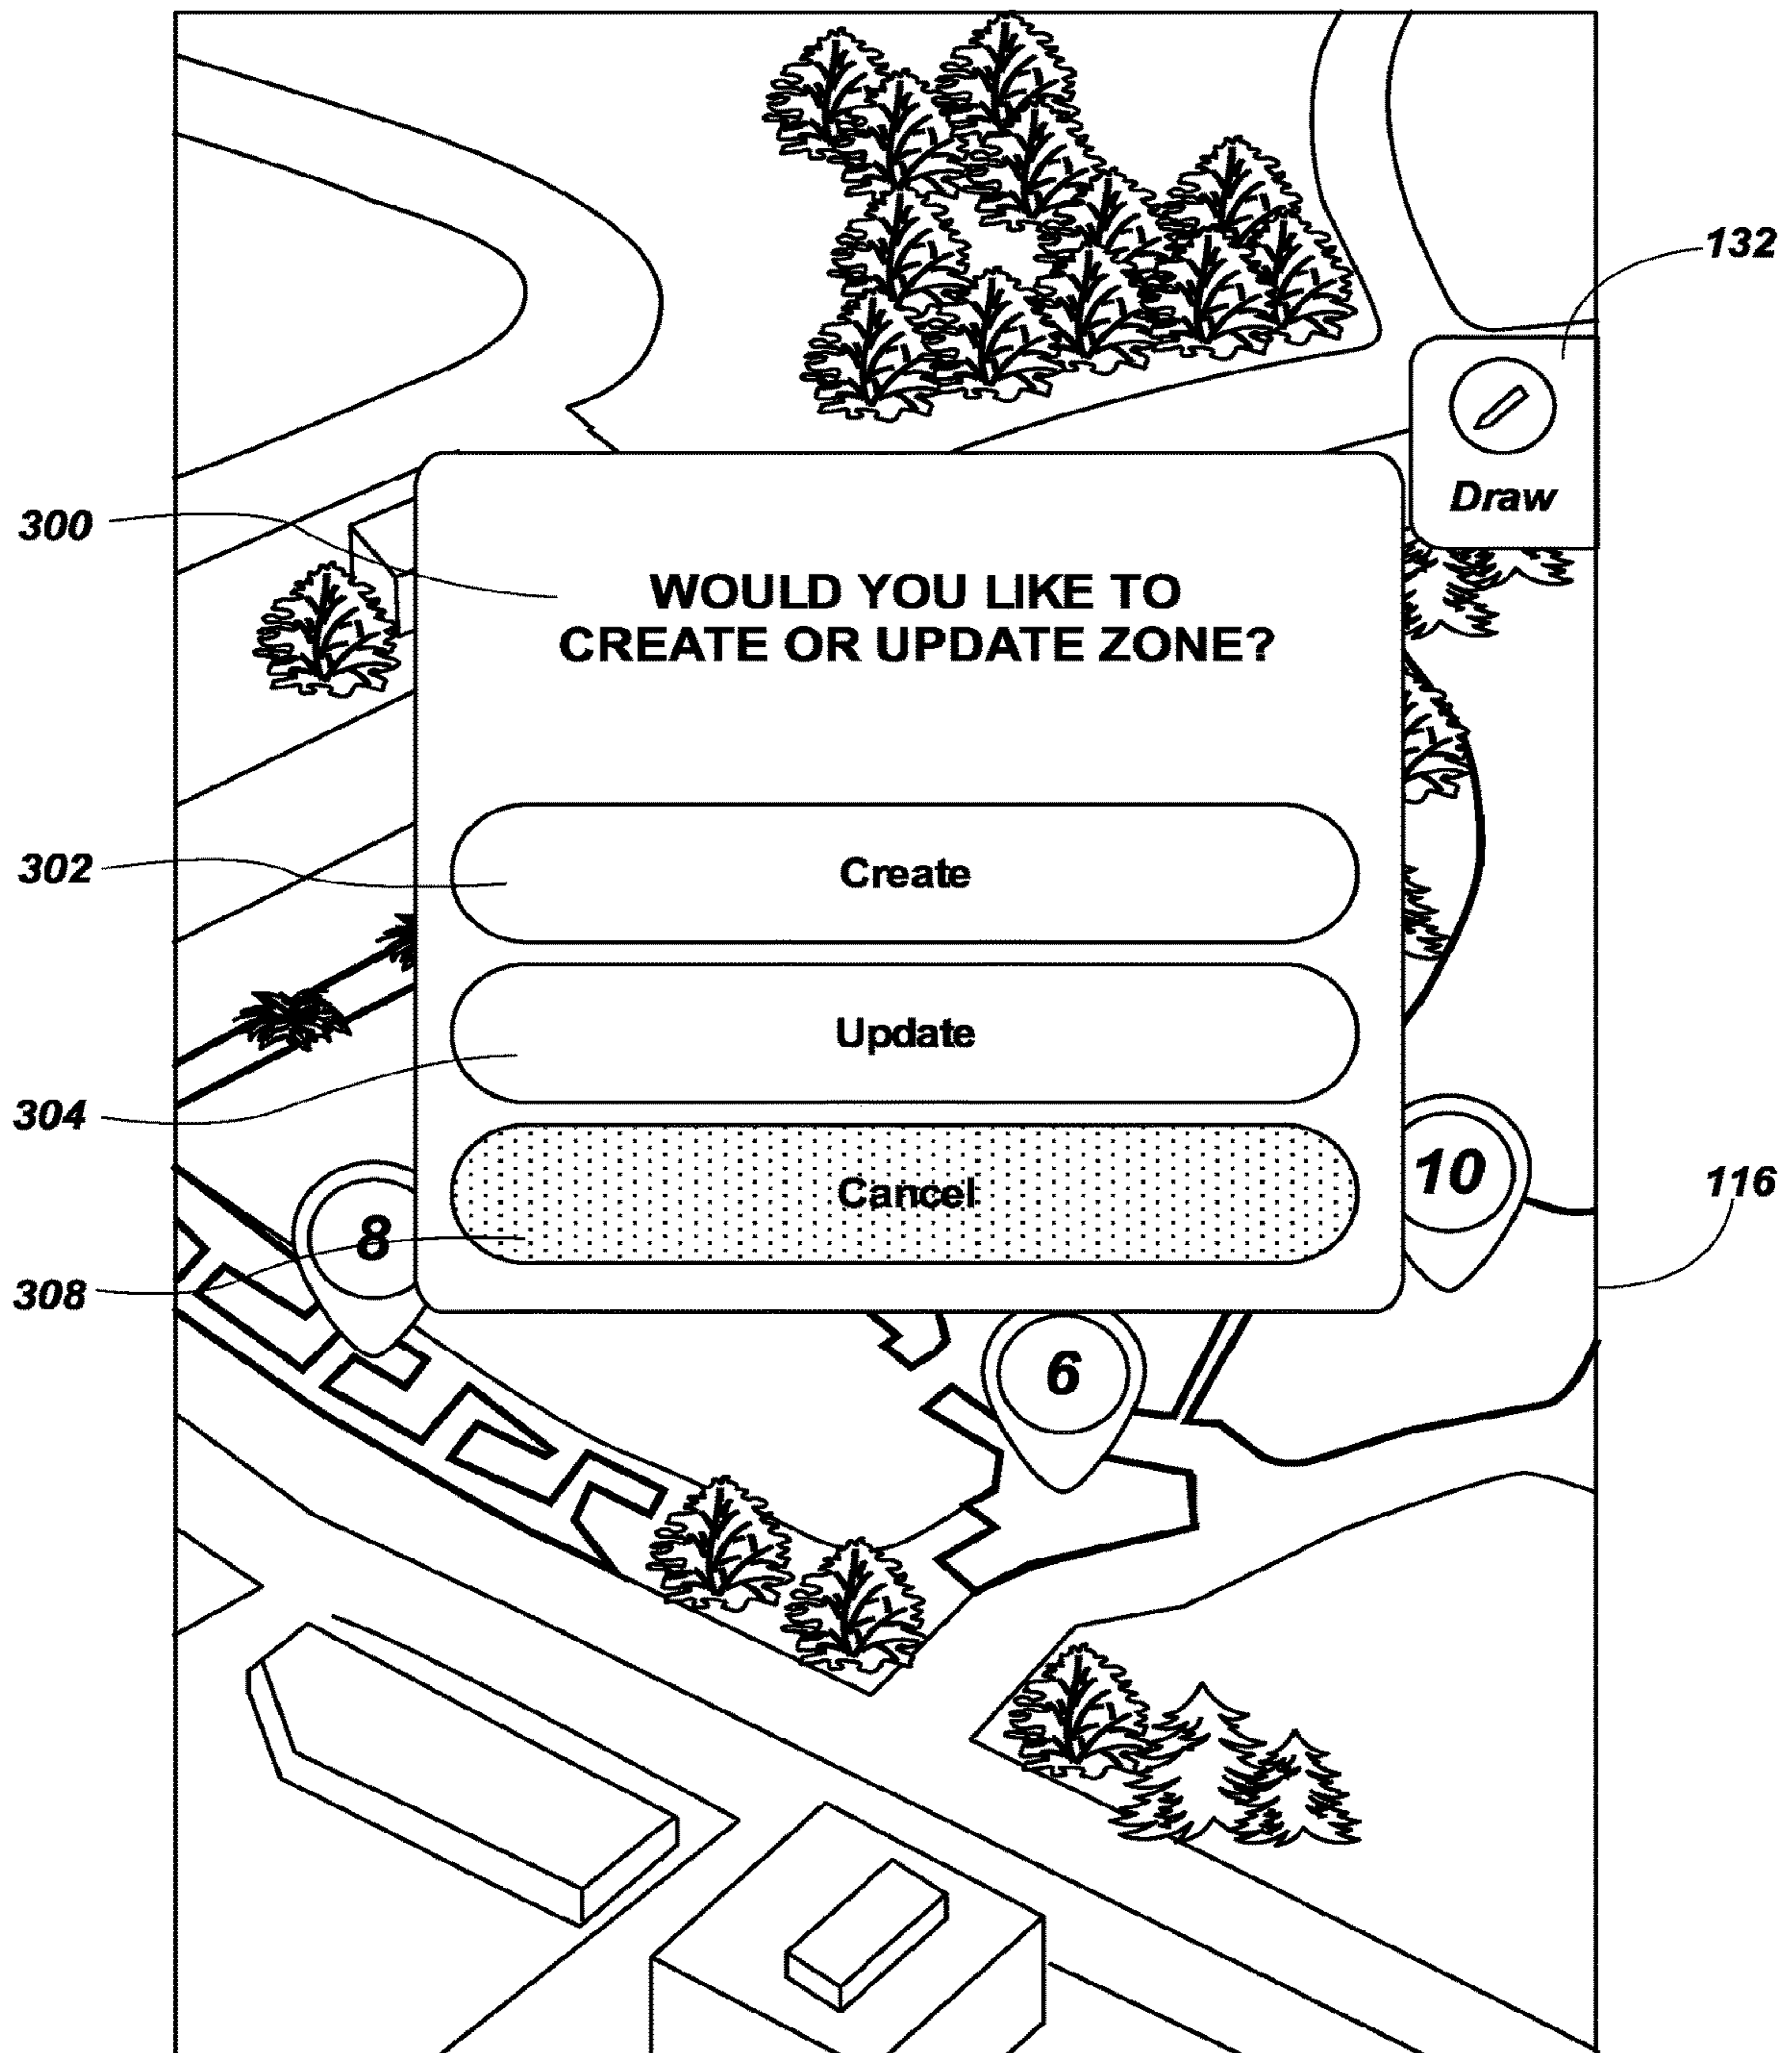 132
Draw
300
WOULD YOU LIKE TO
CREATE OR UPDATE ZONE?
302
Create
Update
304
10
116
Cancel
8
308
6